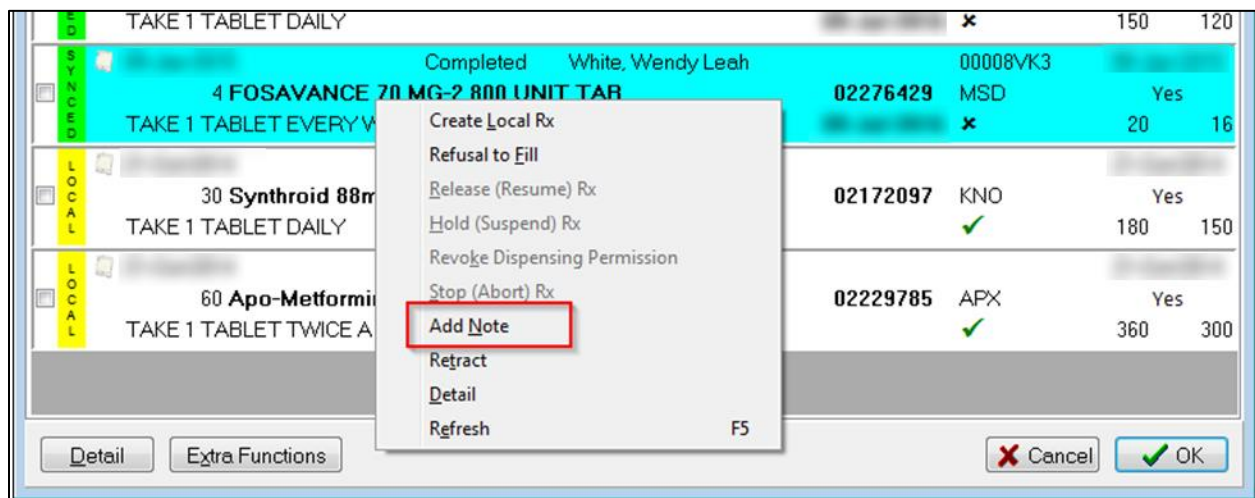 E
D
TAKE 1 TABLET DAILY 150 120
SYNCED
Completed White, Wendy Leah 00008VK3
4 FOSAVANCE 70 MG-2 800 UNIT TAB 02276429 MSD Yes
TAKE 1 TABLET EVERY W 20 16
Create Local Rx
Refusal to Fill
Release (Resume) Rx
Hold (Suspend) Rx
Revoke Dispensing Permission
Stop (Abort) Rx
Add Note
Retract
Detail
Refresh F5
LOCAL
30 Synthroid 88m 02172097 KNO Yes
TAKE 1 TABLET DAILY 180 150
LOCAL
60 Apo-Metformi 02229785 APX Yes
TAKE 1 TABLET TWICE A 360 300
Detail Extra Functions Cancel OK